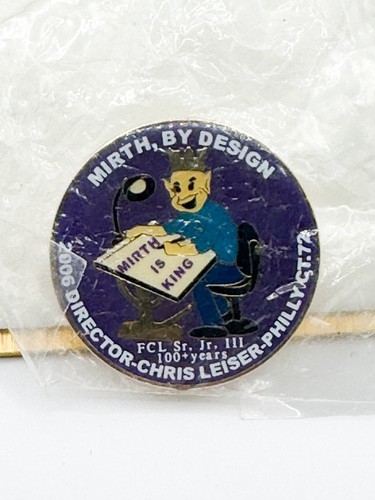 MIRTH, BY DESIGN
MIRTH
IS
KING
FCL Sr, Jr, III
100+years
2006 DIRECTOR-CHRIS LEISER-PHILLY CT.72